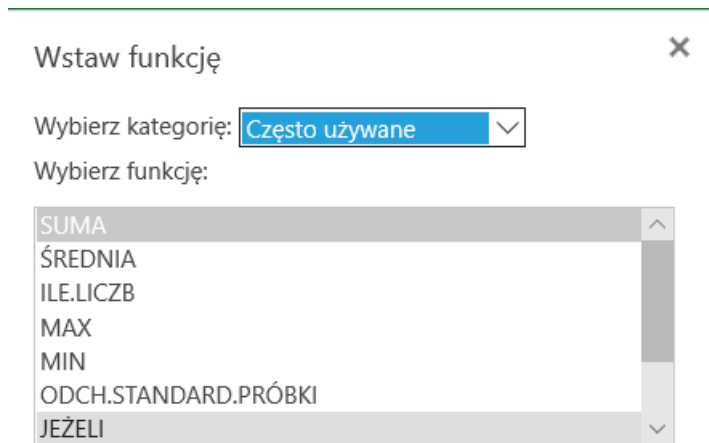 Wstaw funkcję
Wybierz kategorię: Często używane
Wybierz funkcję:
SUMA
ŚREDNIA
ILE.LICZB
MAX
MIN
ODCH.STANDARD.PRÓBKI
JEŻELI